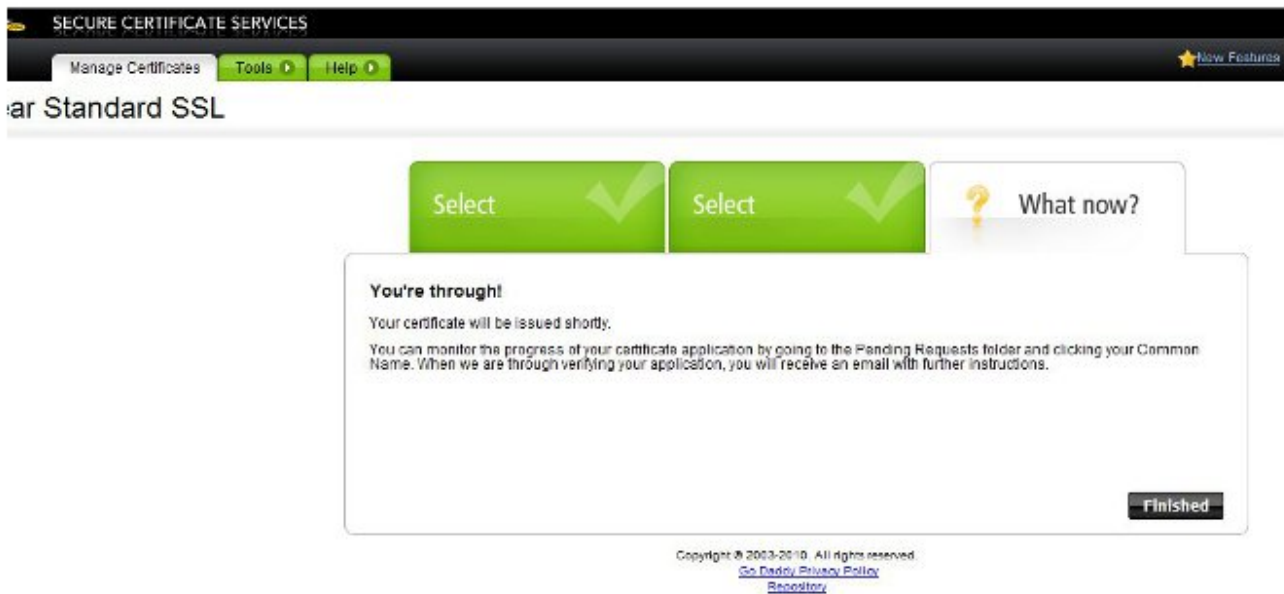 SECURE CERTIFICATE SERVICES
Manage Certificates Tools Help New Features
ar Standard SSL
Select Select ? What now?
You're through!
Your certificate will be issued shortly.
You can monitor the progress of your certificate application by going to the Pending Requests folder and clicking your Common
Name. When we are through verifying your application, you will receive an email with further instructions.
Finished
Copyright © 2003-2010. All rights reserved.
Go Daddy Privacy Policy
Repository